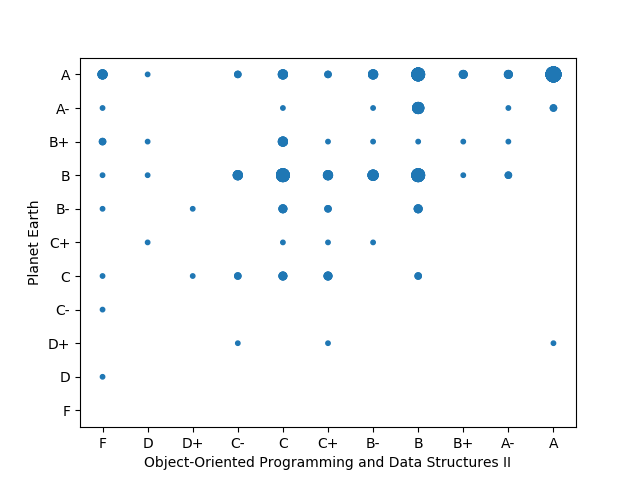 A
A-
B+
B
B-
C+
C
C-
D+
D
F
Planet Earth
F D D+ C- C C+ B- B B+ A- A
Object-Oriented Programming and Data Structures II